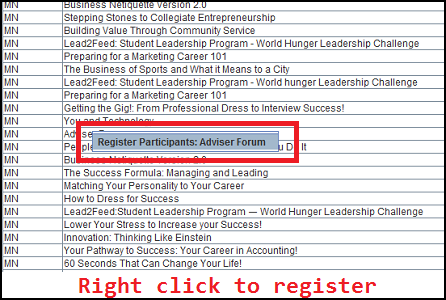 MN Business Netiquette Version 2.0
MN Stepping Stones to Collegiate Entrepreneurship
MN Building Value Through Community Service
MN Lead2Feed: Student Leadership Program - World Hunger Leadership Challenge
MN Preparing for a Marketing Career 101
MN The Business of Sports and What it Means to a City
MN Lead2Feed: Student Leadership Program - World hunger Leadership Challenge
MN Preparing for a Marketing Career 101
MN Getting the Gig!: From Professional Dress to Interview Success!
MN You and Technology
MN Adviser
Register Participants: Adviser Forum
MN People Do It
MN Business Netiquette Version 2.0
MN The Success Formula: Managing and Leading
MN Matching Your Personality to Your Career
MN How to Dress for Success
MN Lead2Feed:Student Leadership Program — World Hunger Leadership Challenge
MN Lower Your Stress to increase your Success!
MN Innovation: Thinking Like Einstein
MN Your Pathway to Success: Your Career in Accounting!
MN 60 Seconds That Can Change Your Life!
Right click to register